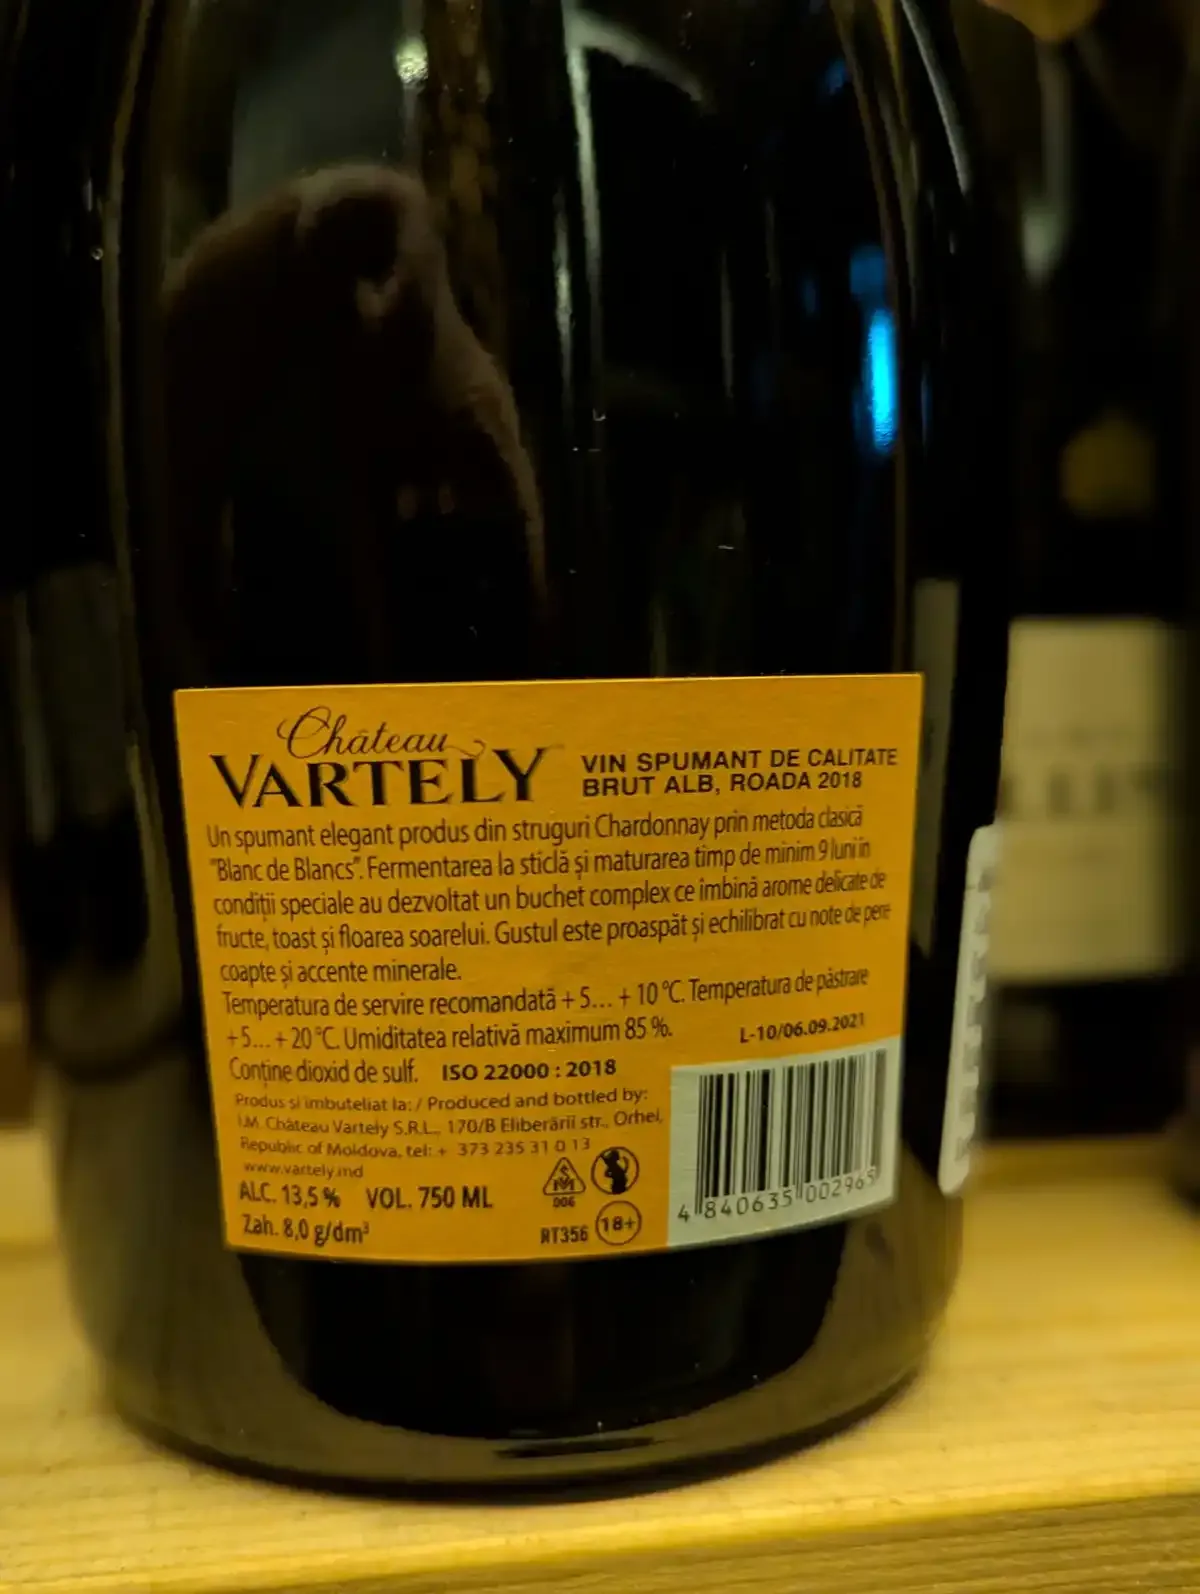 Château
VARTELY
VIN SPUMANT DE CALITATE
BRUT ALB, ROADA 2018
Un spumant elegant produs din struguri Chardonnay prin metoda clasică
"Blanc de Blancs". Fermentarea la sticlă și maturarea timp de minim 9 luni în
condiții speciale au dezvoltat un buchet complex ce îmbină arome delicate de
fructe, toast și floarea soarelui. Gustul este proaspăt și echilibrat cu note de pere
coapte și accente minerale.
Temperatura de servire recomandată + 5... + 10 °C. Temperatura de păstrare
+5... + 20 °C. Umiditatea relativă maximum 85 %.
L-10/06.09.2021
Conține dioxid de sulf. ISO 22000 : 2018
Produs și îmbuteliat la: / Produced and bottled by:
I.M. Château Vartely S.R.L., 170/B Eliberării str., Orhei,
Republic of Moldova, tel: + 373 235 31 0 13
www.vartely.md
ALC. 13,5 % VOL. 750 ML
Zah. 8,0 g/dm³
006
RT356
18+
4 840635 002965